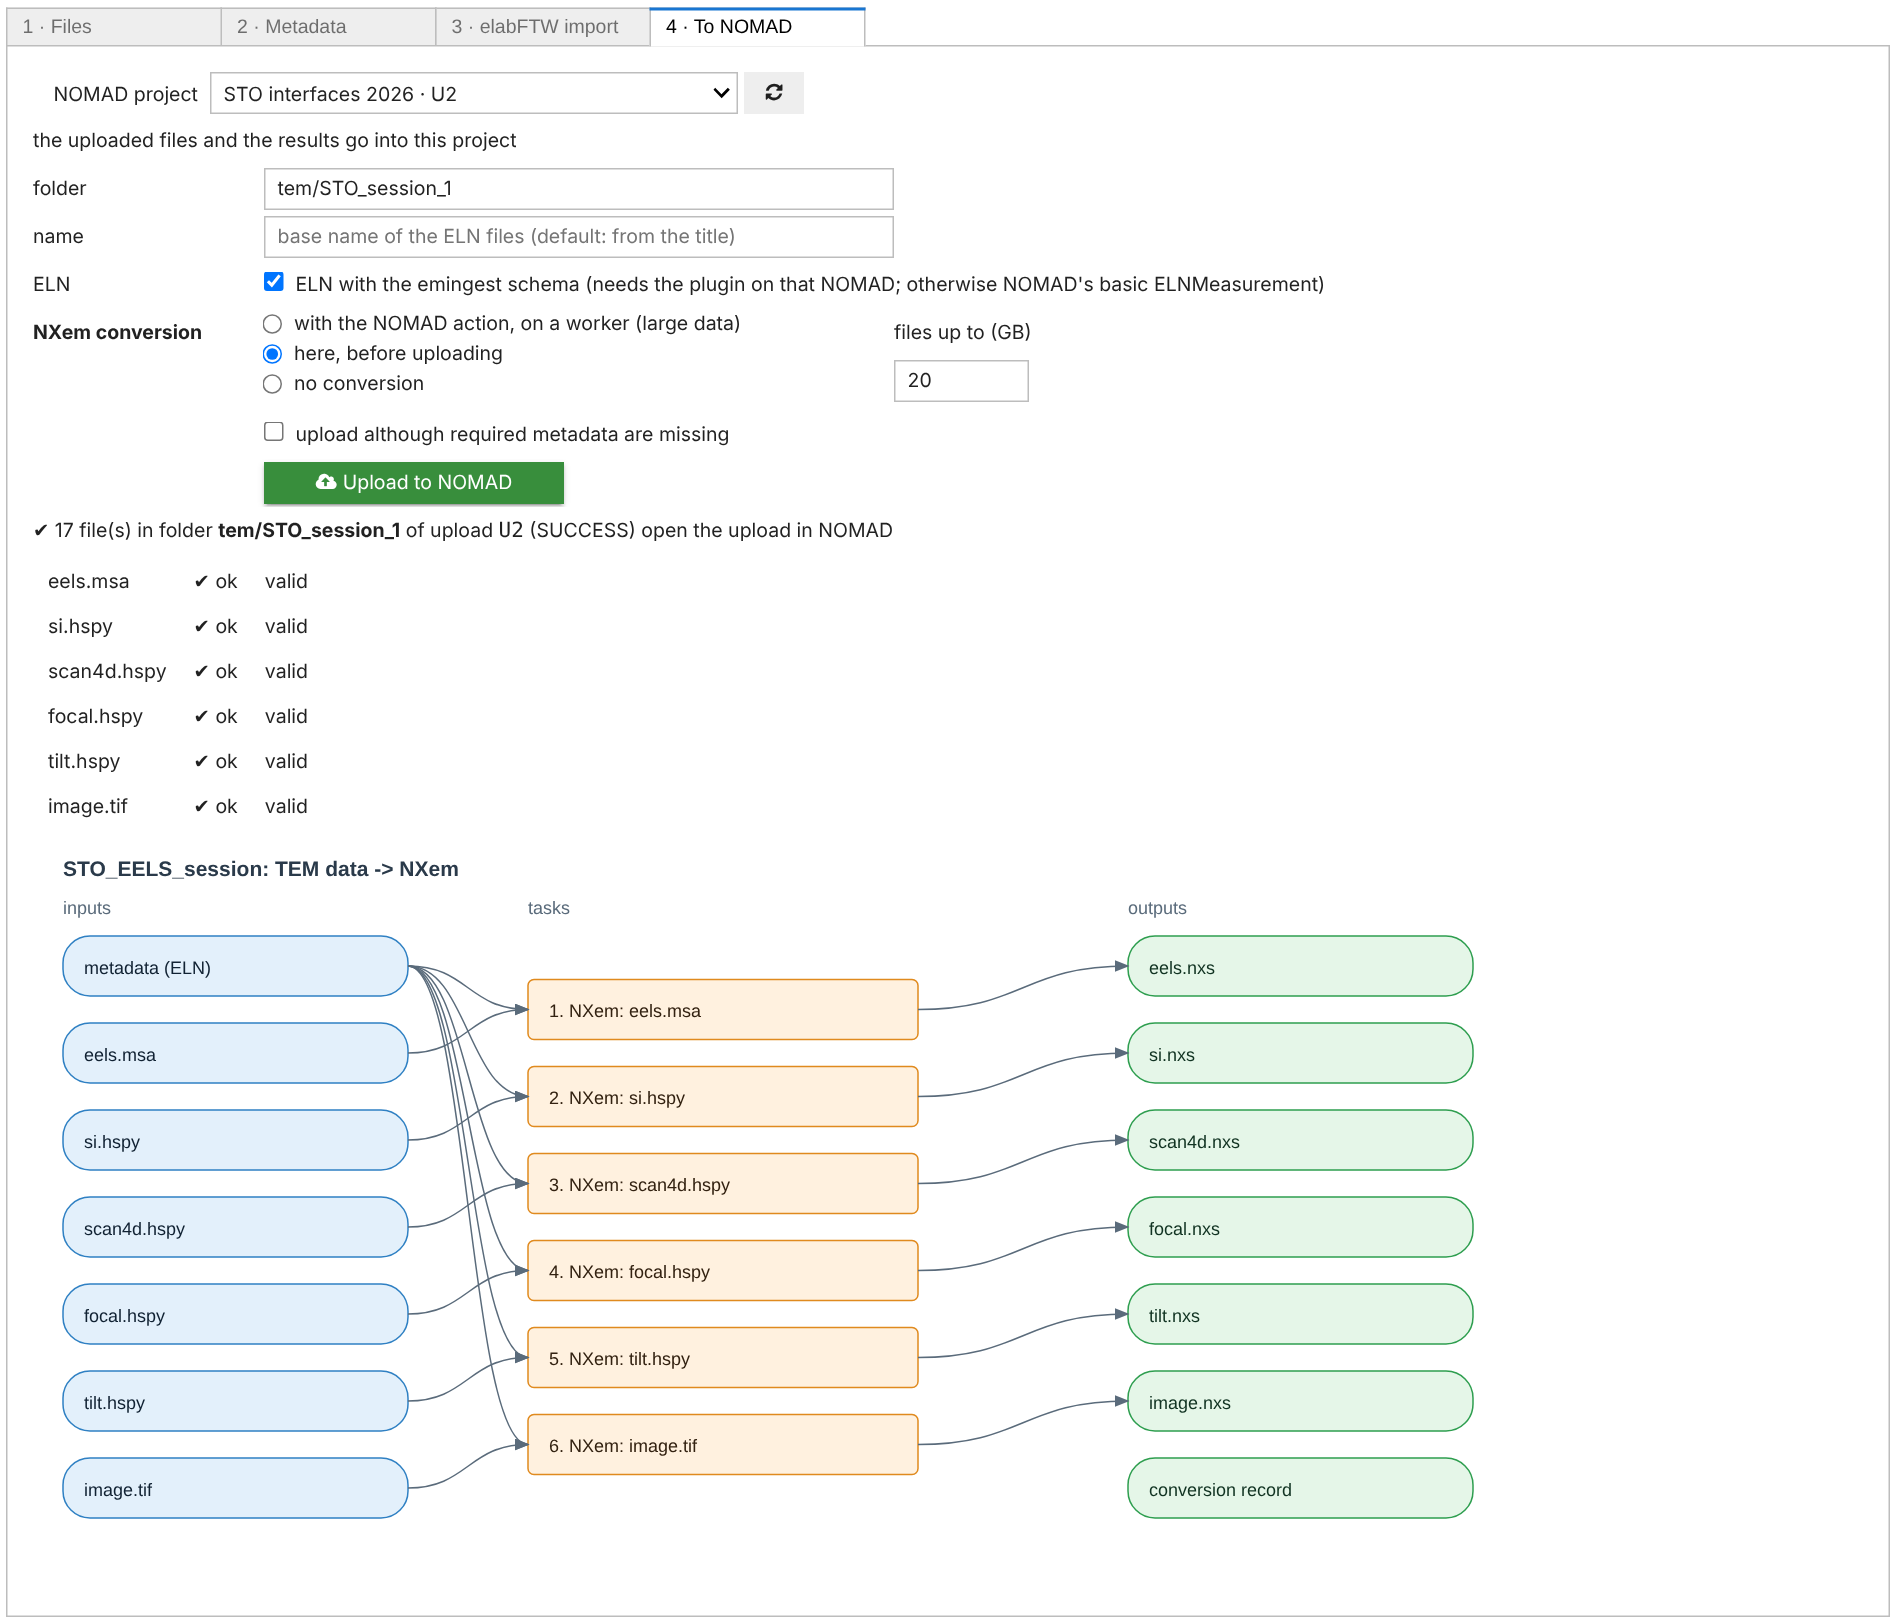 1 · Files
2 · Metadata
3 · elabFTW import
4 · To NOMAD
NOMAD project
STO interfaces 2026 · U2
the uploaded files and the results go into this project
folder
tem/STO_session_1
name
base name of the ELN files (default: from the title)
ELN
ELN with the emingest schema (needs the plugin on that NOMAD; otherwise NOMAD's basic ELNMeasurement)
NXem conversion
with the NOMAD action, on a worker (large data)
here, before uploading
no conversion
files up to (GB)
20
upload although required metadata are missing
Upload to NOMAD
✔ 17 file(s) in folder tem/STO_session_1 of upload U2 (SUCCESS) open the upload in NOMAD
eels.msa ✔ ok valid
si.hspy ✔ ok valid
scan4d.hspy ✔ ok valid
focal.hspy ✔ ok valid
tilt.hspy ✔ ok valid
image.tif ✔ ok valid
STO_EELS_session: TEM data -> NXem
inputs
metadata (ELN)
eels.msa
si.hspy
scan4d.hspy
focal.hspy
tilt.hspy
image.tif
tasks
1. NXem: eels.msa
2. NXem: si.hspy
3. NXem: scan4d.hspy
4. NXem: focal.hspy
5. NXem: tilt.hspy
6. NXem: image.tif
outputs
eels.nxs
si.nxs
scan4d.nxs
focal.nxs
tilt.nxs
image.nxs
conversion record